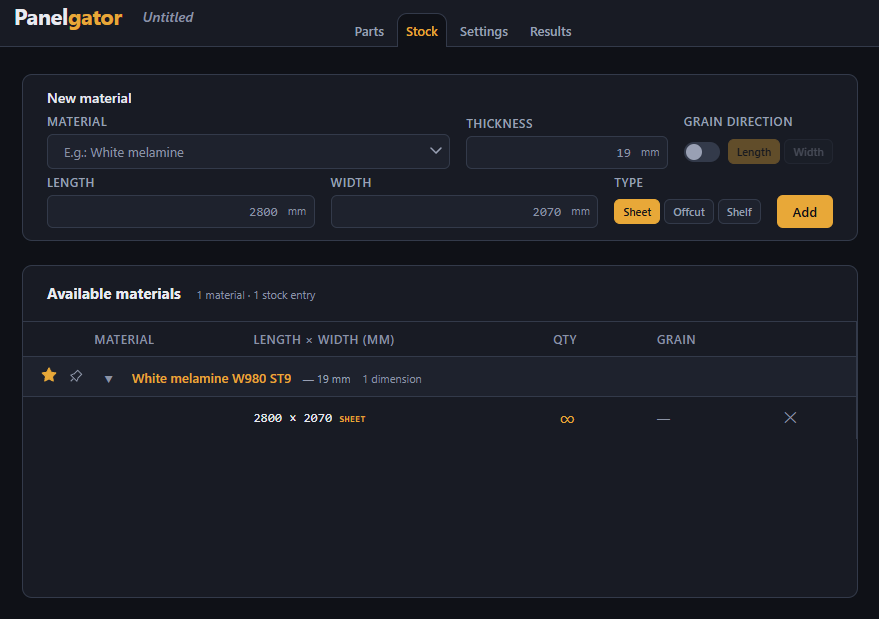 Panelgator Untitled
Parts Stock Settings Results
New material
MATERIAL THICKNESS GRAIN DIRECTION
E.g.: White melamine 19 mm Length Width
LENGTH WIDTH TYPE
2800 mm 2070 mm Sheet Offcut Shelf Add
Available materials 1 material · 1 stock entry
MATERIAL LENGTH × WIDTH (MM) QTY GRAIN
★ ▼ White melamine W980 ST9 — 19 mm 1 dimension
2800 × 2070 SHEET ∞ —